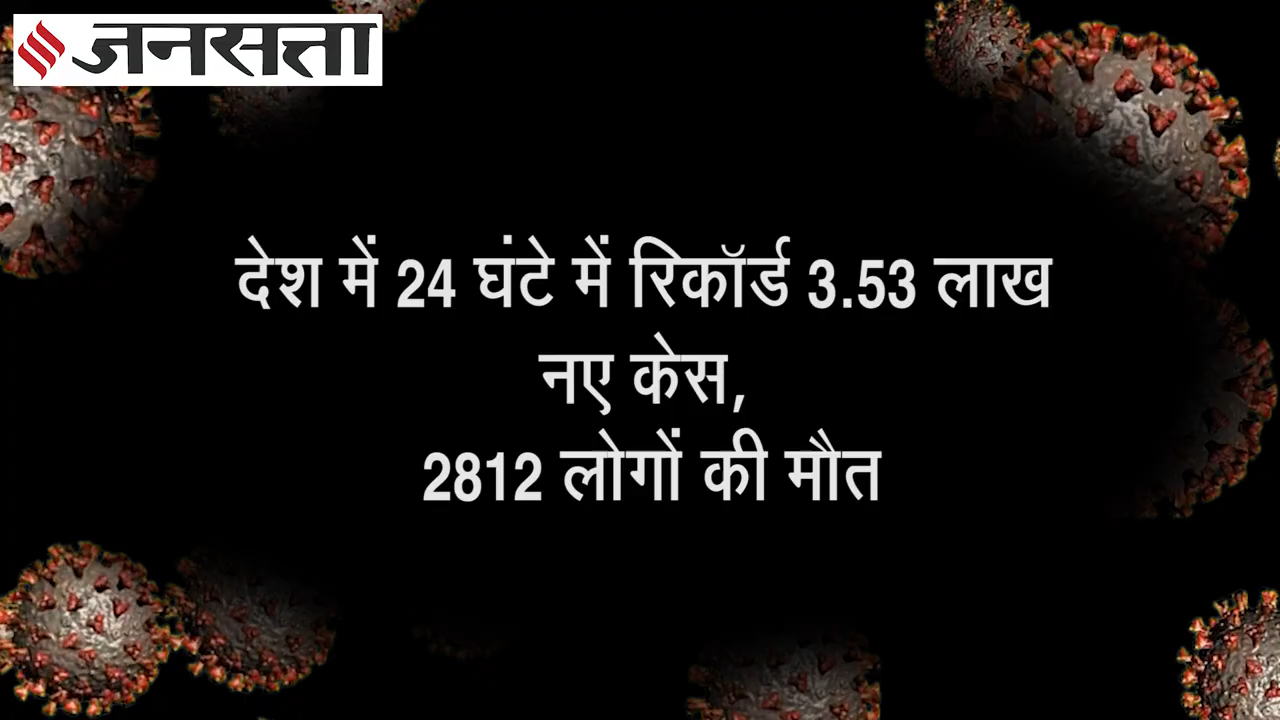 जनसत्ता
देश में 24 घंटे में रिकॉर्ड 3.53 लाख
नए केस,
2812 लोगों की मौत